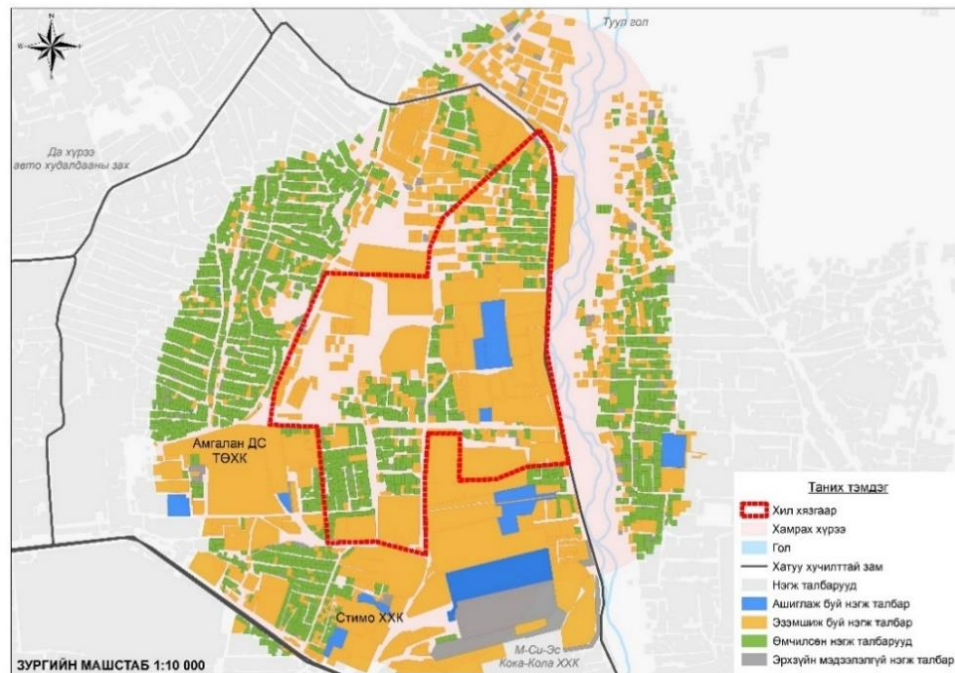 N
W
E
S
Туул гол
Да хүрээ
авто худалдааны зах
Амгалан ДС
ТӨХК
Стимо ХХК
М-Си-Эс
Кока-Кола ХХК
ЗУРГИЙН МАШСТАБ 1:10 000
Таних тэмдэг
Хил хязгаар
Хамрах хүрээ
Гол
Хатуу хучилттай зам
Нэгж талбарууд
Ашиглаж буй нэгж талбар
Эзэмшиж буй нэгж талбар
Өмчилсөн нэгж талбарууд
Эрхзүйн мэдээлэлгүй нэгж талбар